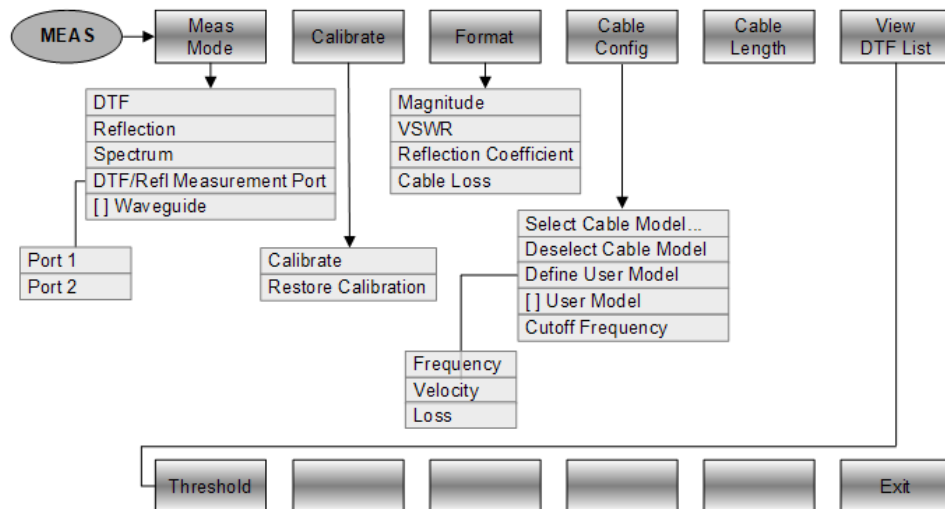 MEAS
Meas
Mode
Calibrate
Format
Cable
Config
Cable
Length
View
DTF List
DTF
Reflection
Spectrum
DTF/Refl Measurement Port
[ ] Waveguide
Port 1
Port 2
Calibrate
Restore Calibration
Magnitude
VSWR
Reflection Coefficient
Cable Loss
Select Cable Model...
Deselect Cable Model
Define User Model
[ ] User Model
Cutoff Frequency
Frequency
Velocity
Loss
Threshold
Exit